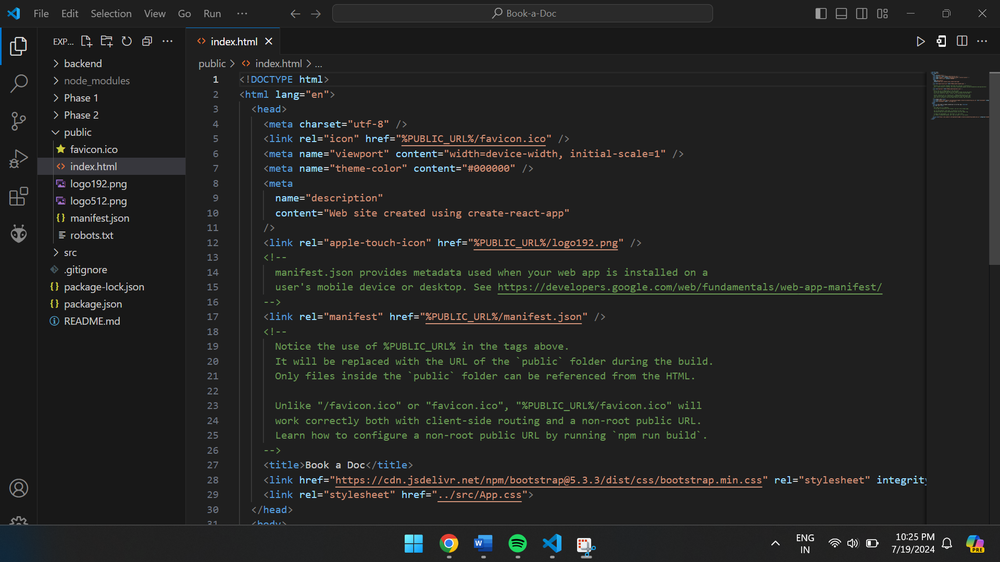 File Edit Selection View Go Run ...
Book-a-Doc
EXP...
index.html
backend
node_modules
Phase 1
Phase 2
public
favicon.ico
index.html
logo192.png
logo512.png
manifest.json
robots.txt
src
.gitignore
package-lock.json
package.json
README.md
public > index.html > ...
1 <!DOCTYPE html>
2 <html lang="en">
3 <head>
4 <meta charset="utf-8" />
5 <link rel="icon" href="%PUBLIC_URL%/favicon.ico" />
6 <meta name="viewport" content="width=device-width, initial-scale=1" />
7 <meta name="theme-color" content="#000000" />
8 <meta
9 name="description"
10 content="Web site created using create-react-app"
11 />
12 <link rel="apple-touch-icon" href="%PUBLIC_URL%/logo192.png" />
13 <!--
14 manifest.json provides metadata used when your web app is installed on a
15 user's mobile device or desktop. See https://developers.google.com/web/fundamentals/web-app-manifest/
16 -->
17 <link rel="manifest" href="%PUBLIC_URL%/manifest.json" />
18 <!--
19 Notice the use of %PUBLIC_URL% in the tags above.
20 It will be replaced with the URL of the `public` folder during the build.
21 Only files inside the `public` folder can be referenced from the HTML.
22
23 Unlike "/favicon.ico" or "favicon.ico", "%PUBLIC_URL%/favicon.ico" will
24 work correctly both with client-side routing and a non-root public URL.
25 Learn how to configure a non-root public URL by running `npm run build`.
26 -->
27 <title>Book a Doc</title>
28 <link href="https://cdn.jsdelivr.net/npm/bootstrap@5.3.3/dist/css/bootstrap.min.css" rel="stylesheet" integrity
29 <link rel="stylesheet" href="../src/App.css">
30 </head>
31 <body>
ENG
IN
10:25 PM
7/19/2024
PRE